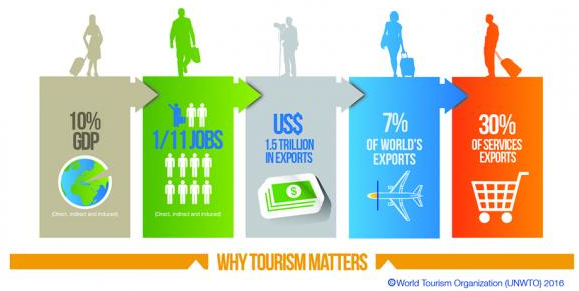 10%
GDP
(Direct, indirect and induced)
1/11 JOBS
(Direct, indirect and induced)
US$
1.5 TRILLION
IN EXPORTS
$
7%
OF WORLD'S
EXPORTS
30%
OF SERVICES
EXPORTS
WHY TOURISM MATTERS
©World Tourism Organization (UNWTO) 2016